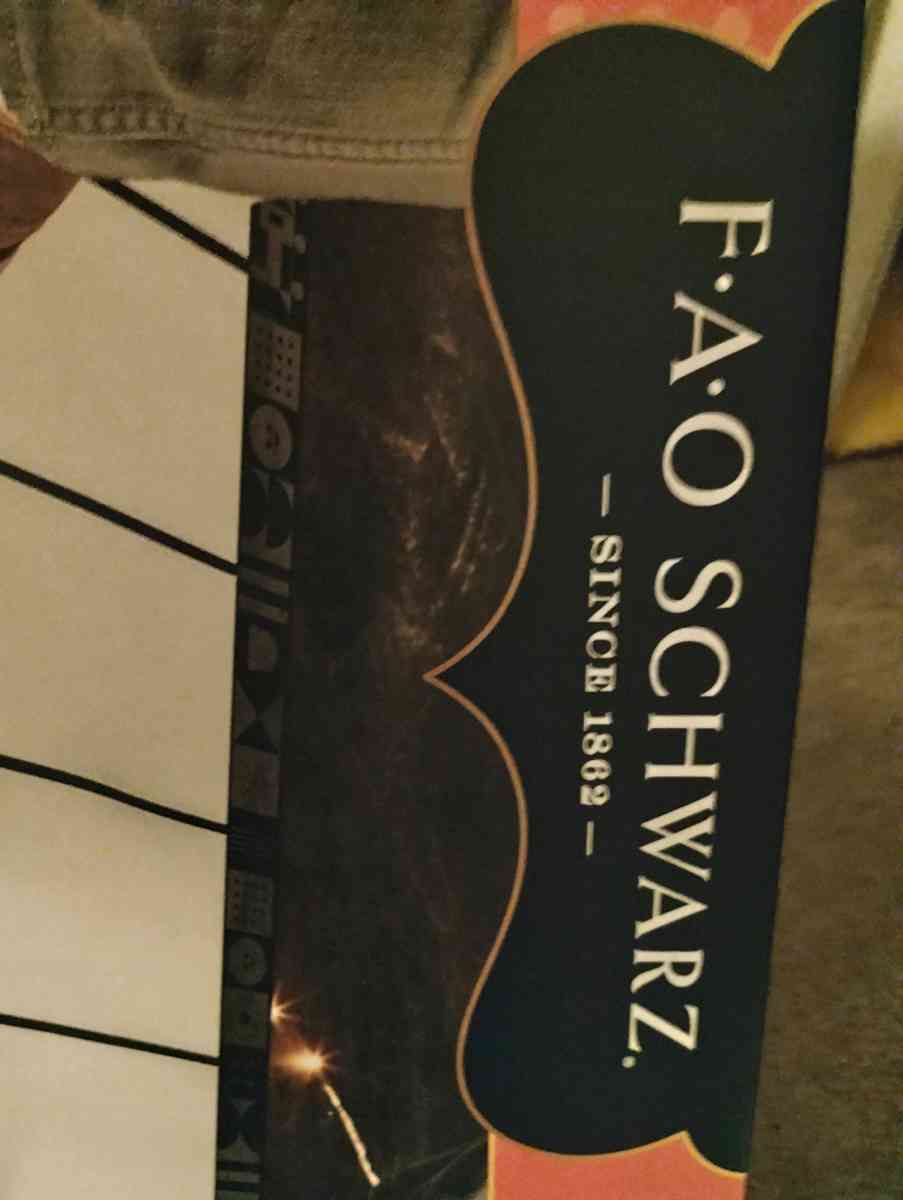 F·A·O SCHWARZ.
— SINCE 1862 —